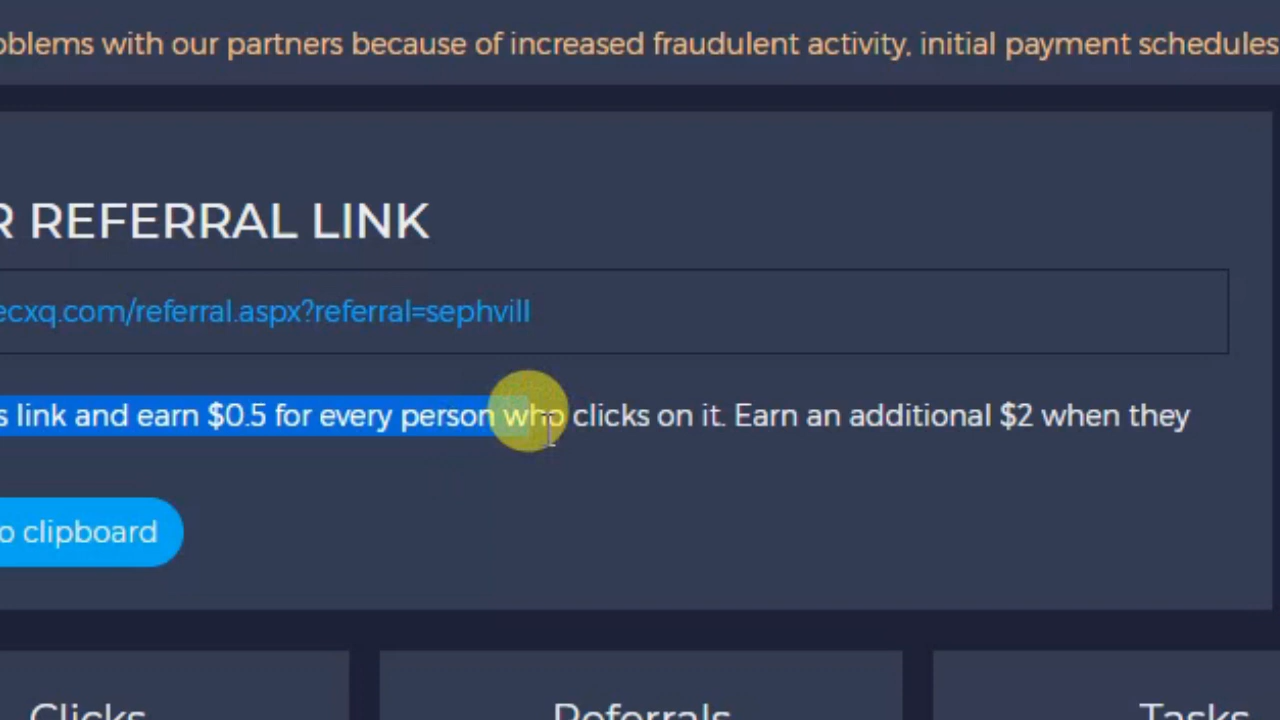 oblems with our partners because of increased fraudulent activity, initial payment schedules
R REFERRAL LINK
ecxq.com/referral.aspx?referral=sephvill
s link and earn $0.5 for every person who clicks on it. Earn an additional $2 when they
o clipboard
Clicks
Referrals
Tasks